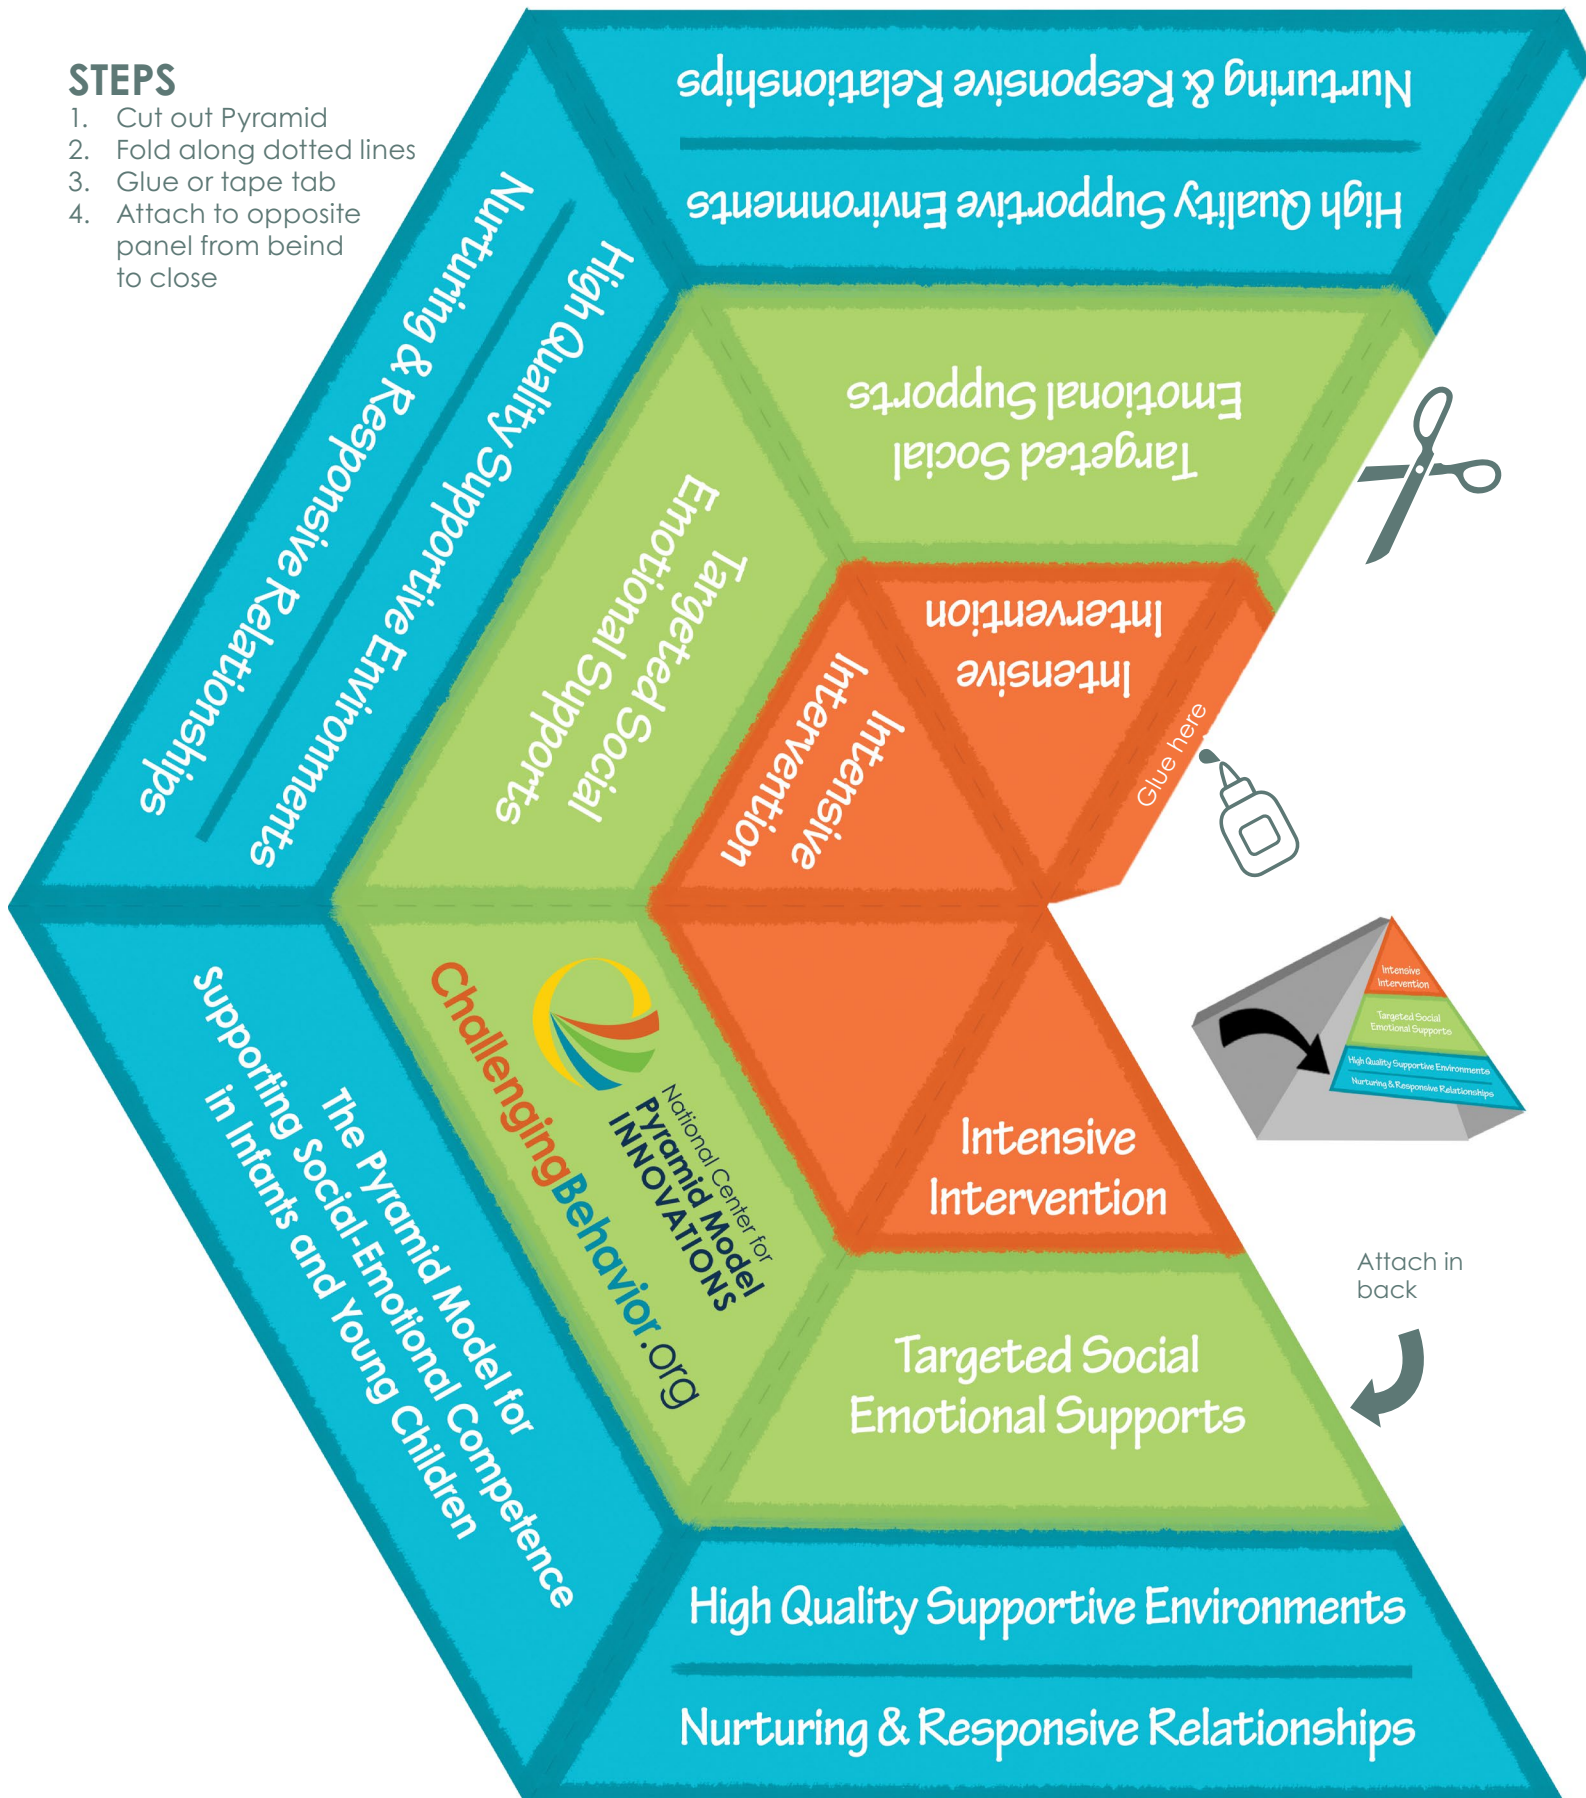 STEPS
1. Cut out Pyramid
2. Fold along dotted lines
3. Glue or tape tab
4. Attach to opposite
panel from beind
to close
Nurturing & Responsive Relationships
High Quality Supportive Environments
Targeted Social
Emotional Supports
Intensive
Intervention
Nurturing & Responsive Relationships
High Quality Supportive Environments
Targeted Social
Emotional Supports
Intensive
Intervention
Glue here
Intensive
Intervention
Targeted Social
Emotional Supports
High Quality Supportive Environments
Nurturing & Responsive Relationships
National Center for
Pyramid Model
INNOVATIONS
ChallengingBehavior.org
The Pyramid Model for
Supporting Social-Emotional Competence
in Infants and Young Children
Intensive
Intervention
Targeted Social
Emotional Supports
High Quality Supportive Environments
Nurturing & Responsive Relationships
Attach in
back